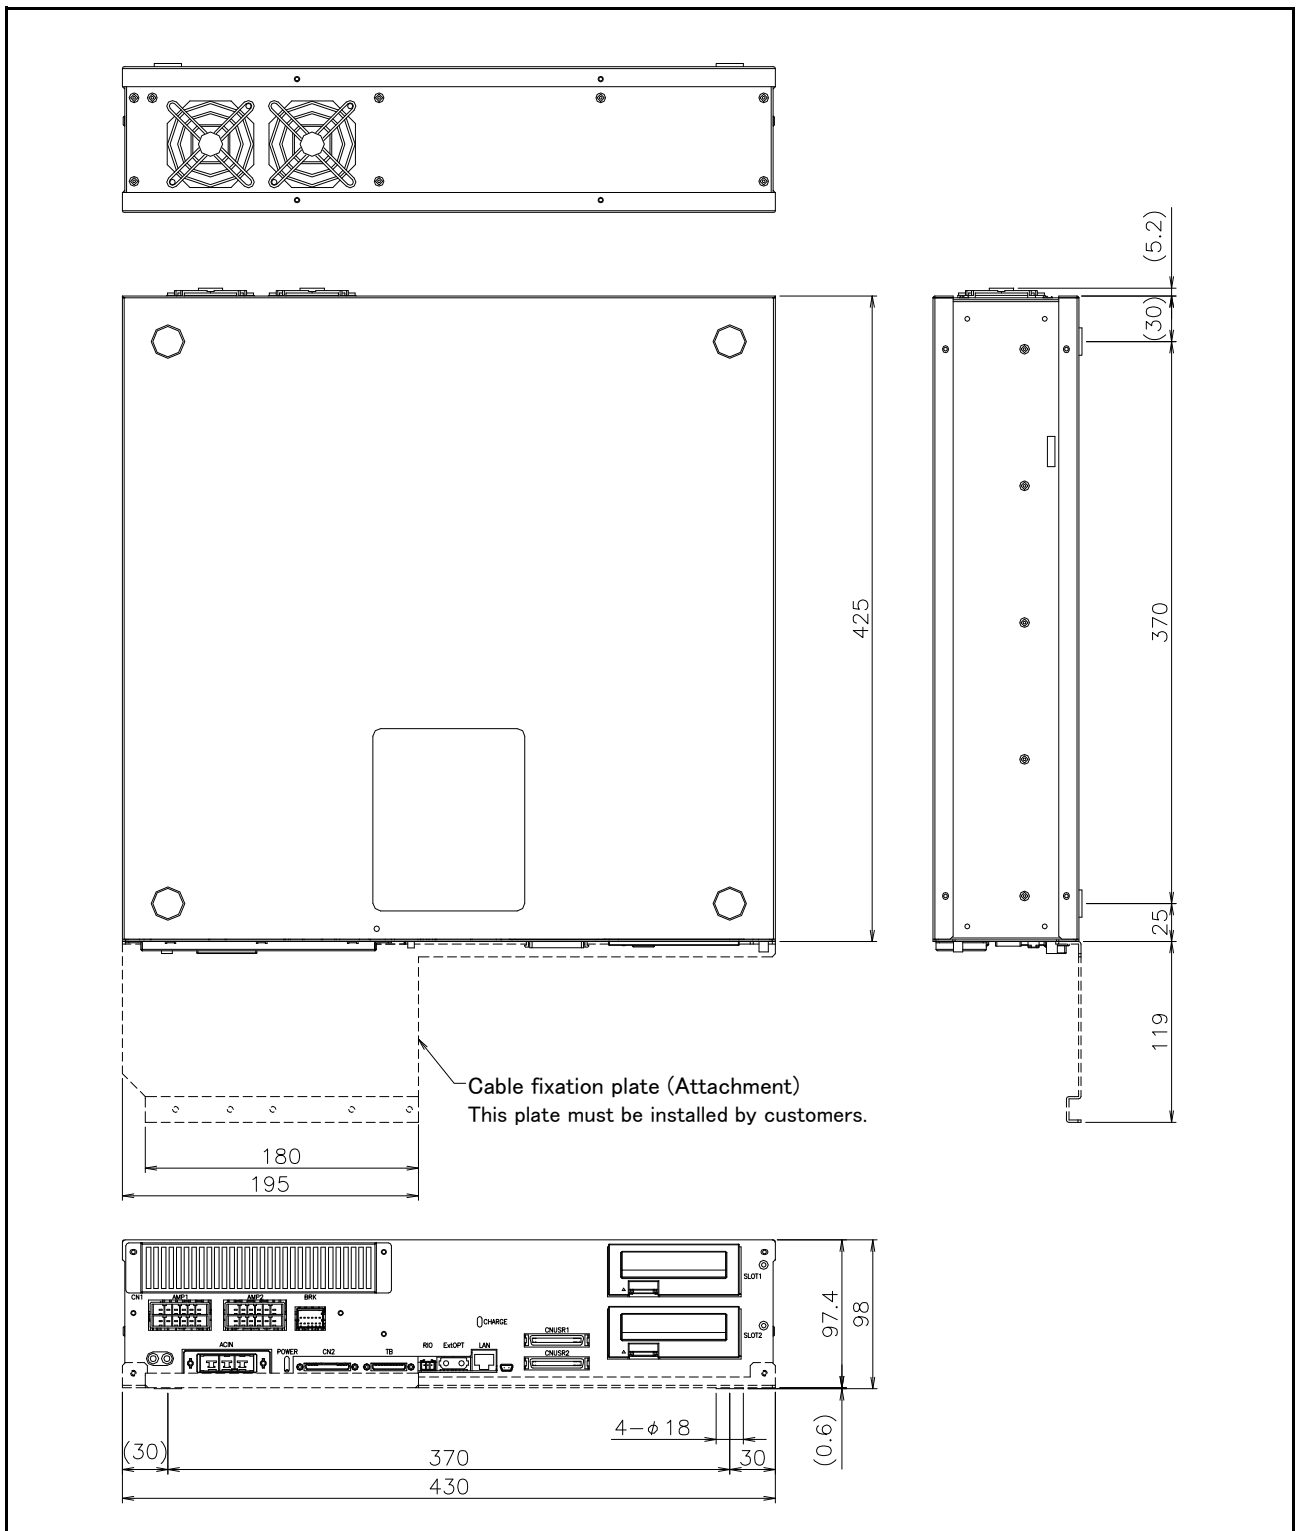 (5.2)
(30)
425
370
25
119
Cable fixation plate (Attachment)
This plate must be installed by customers.
180
195
SLOT1
CN1 AMP1 AMP2 BRK
CHARGE
CNUSR1
SLOT2
ACIN
POWER CN2 TB RIO ExtOPT LAN
CNUSR2
97.4
98
4-φ18
(0.6)
(30)
370
30
430